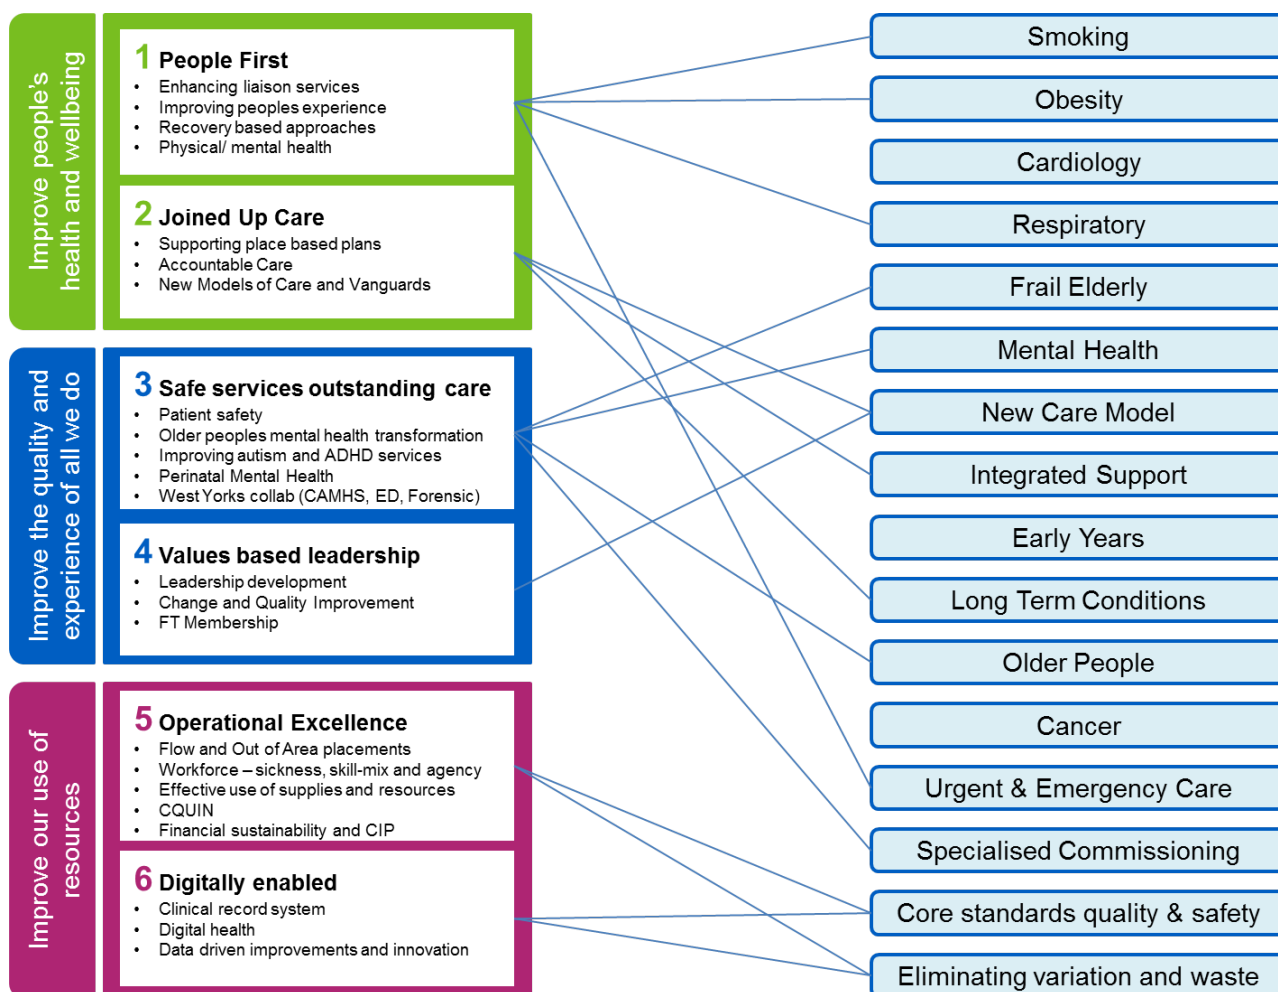 Improve people's
health and wellbeing
1 People First
• Enhancing liaison services
• Improving peoples experience
• Recovery based approaches
• Physical/ mental health
2 Joined Up Care
• Supporting place based plans
• Accountable Care
• New Models of Care and Vanguards
Improve the quality and
experience of all we do
3 Safe services outstanding care
• Patient safety
• Older peoples mental health transformation
• Improving autism and ADHD services
• Perinatal Mental Health
• West Yorks collab (CAMHS, ED, Forensic)
4 Values based leadership
• Leadership development
• Change and Quality Improvement
• FT Membership
Improve our use of
resources
5 Operational Excellence
• Flow and Out of Area placements
• Workforce – sickness, skill-mix and agency
• Effective use of supplies and resources
• CQUIN
• Financial sustainability and CIP
6 Digitally enabled
• Clinical record system
• Digital health
• Data driven improvements and innovation
Smoking
Obesity
Cardiology
Respiratory
Frail Elderly
Mental Health
New Care Model
Integrated Support
Early Years
Long Term Conditions
Older People
Cancer
Urgent & Emergency Care
Specialised Commissioning
Core standards quality & safety
Eliminating variation and waste